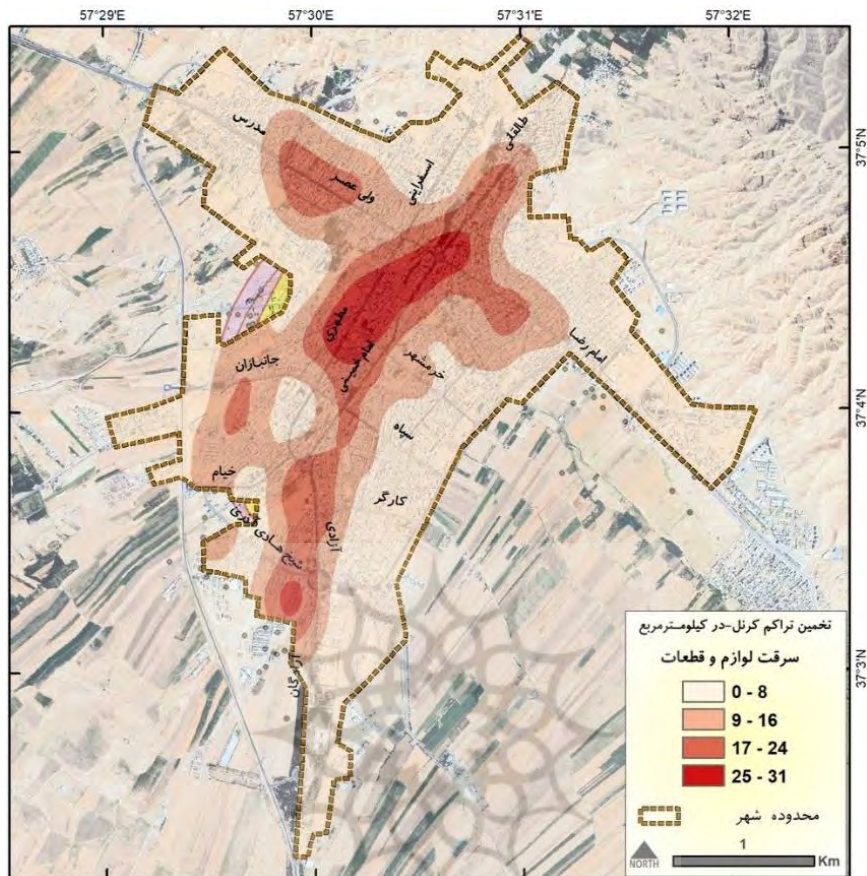 57°29'E 57°30'E 57°31'E 57°32'E
37°5'N
37°4'N
37°3'N
مدرس
طالقانی
اسفراینی
ولی عصر
مطهری
امام خمینی
امام رضا
خرمشهر
جانبازان
سپاه
خیام
کارگر
شیخ هادی
آزادی
آزادگان
تخمین تراکم کرنل-در کیلومترمربع
سرقت لوازم و قطعات
0 - 8
9 - 16
17 - 24
25 - 31
محدوده شهر
1
NORTH
Km